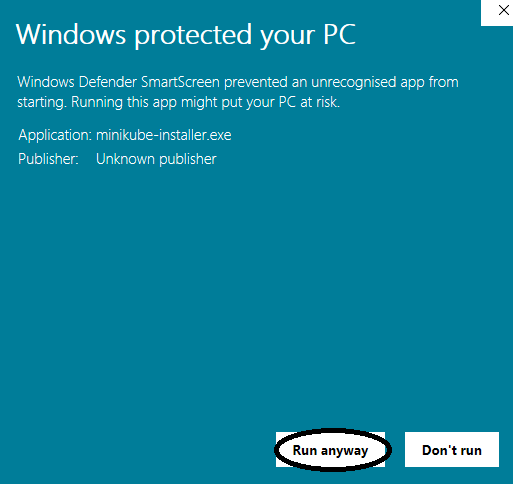 Windows protected your PC
Windows Defender SmartScreen prevented an unrecognised app from
starting. Running this app might put your PC at risk.
Application: minikube-installer.exe
Publisher: Unknown publisher
Run anyway Don't run